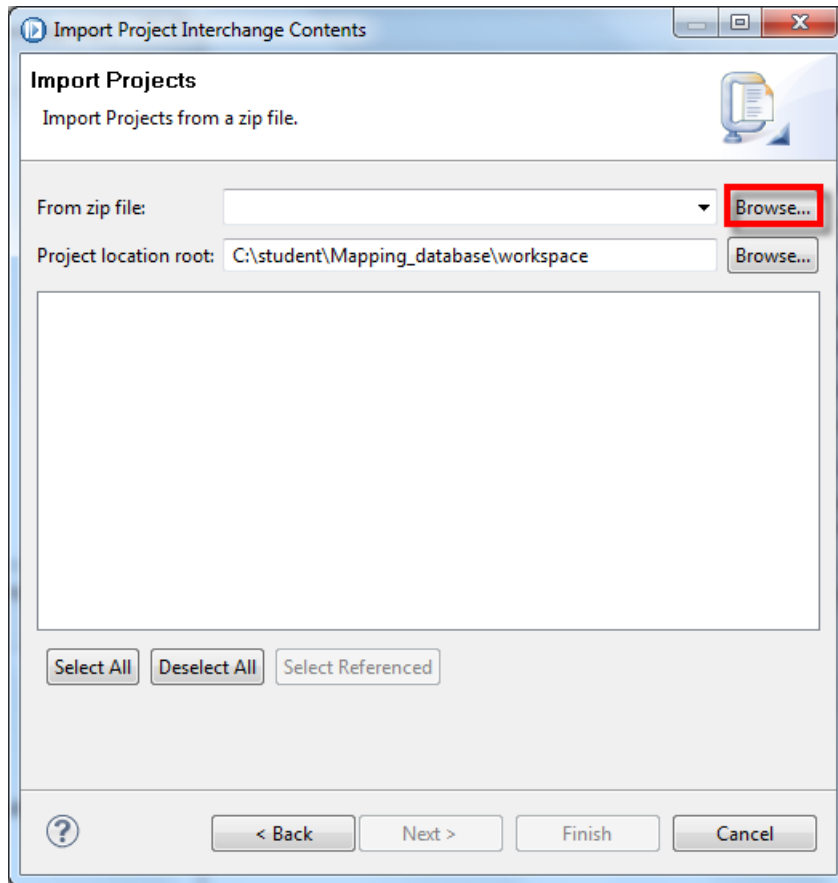 Import Project Interchange Contents
Import Projects
Import Projects from a zip file.
From zip file: Browse...
Project location root: C:\student\Mapping_database\workspace Browse...
Select All Deselect All Select Referenced
? < Back Next > Finish Cancel